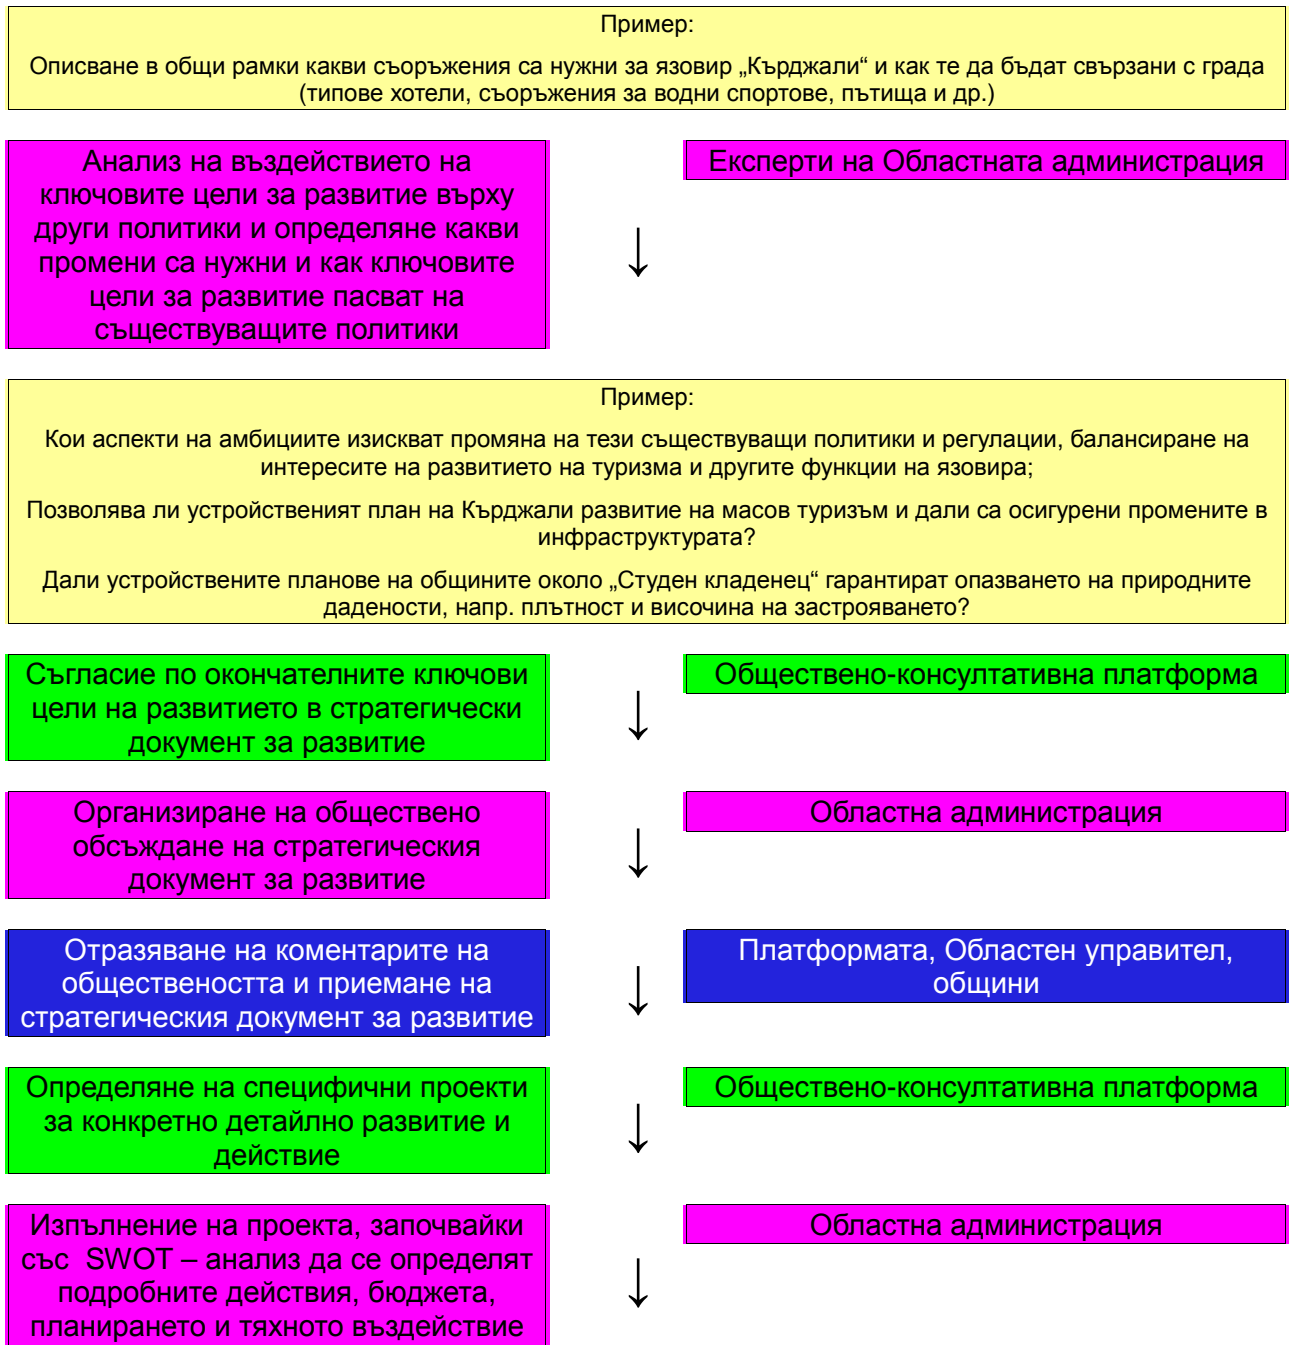 Пример:
Описване в общи рамки какви съоръжения са нужни за язовир „Кърджали“ и как те да бъдат свързани с града
(типове хотели, съоръжения за водни спортове, пътища и др.)
Анализ на въздействието на
ключовите цели за развитие върху
други политики и определяне какви
промени са нужни и как ключовите
цели за развитие пасват на
съществуващите политики
Експерти на Областната администрация
↓
Пример:
Кои аспекти на амбициите изискват промяна на тези съществуващи политики и регулации, балансиране на
интересите на развитието на туризма и другите функции на язовира;
Позволява ли устройственият план на Кърджали развитие на масов туризъм и дали са осигурени промените в
инфраструктурата?
Дали устройствените планове на общините около „Студен кладенец“ гарантират опазването на природните
дадености, напр. плътност и височина на застрояването?
Съгласие по окончателните ключови
цели на развитието в стратегически
документ за развитие
↓
Обществено-консултативна платформа
Организиране на обществено
обсъждане на стратегическия
документ за развитие
↓
Областна администрация
Отразяване на коментарите на
обществеността и приемане на
стратегическия документ за развитие
↓
Платформата, Областен управител,
общини
Определяне на специфични проекти
за конкретно детайлно развитие и
действие
↓
Обществено-консултативна платформа
Изпълнение на проекта, започвайки
със  SWOT – анализ да се определят
подробните действия, бюджета,
планирането и тяхното въздействие
↓
Областна администрация